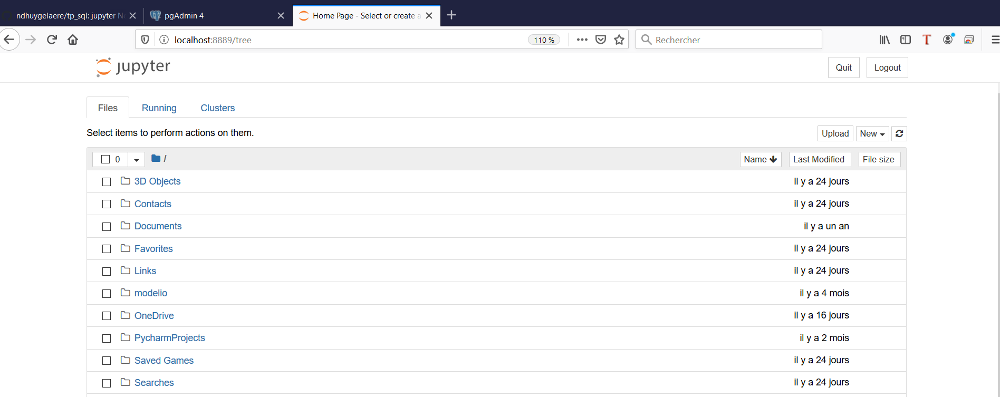 ndhuygelaere/tp_sql: jupyter N
pgAdmin 4
Home Page - Select or create a
localhost:8889/tree
110 %
Rechercher
jupyter
Quit
Logout
Files
Running
Clusters
Select items to perform actions on them.
Upload
New
0
/
Name
Last Modified
File size
3D Objects
il y a 24 jours
Contacts
il y a 24 jours
Documents
il y a un an
Favorites
il y a 24 jours
Links
il y a 24 jours
modelio
il y a 4 mois
OneDrive
il y a 16 jours
PycharmProjects
il y a 2 mois
Saved Games
il y a 24 jours
Searches
il y a 24 jours